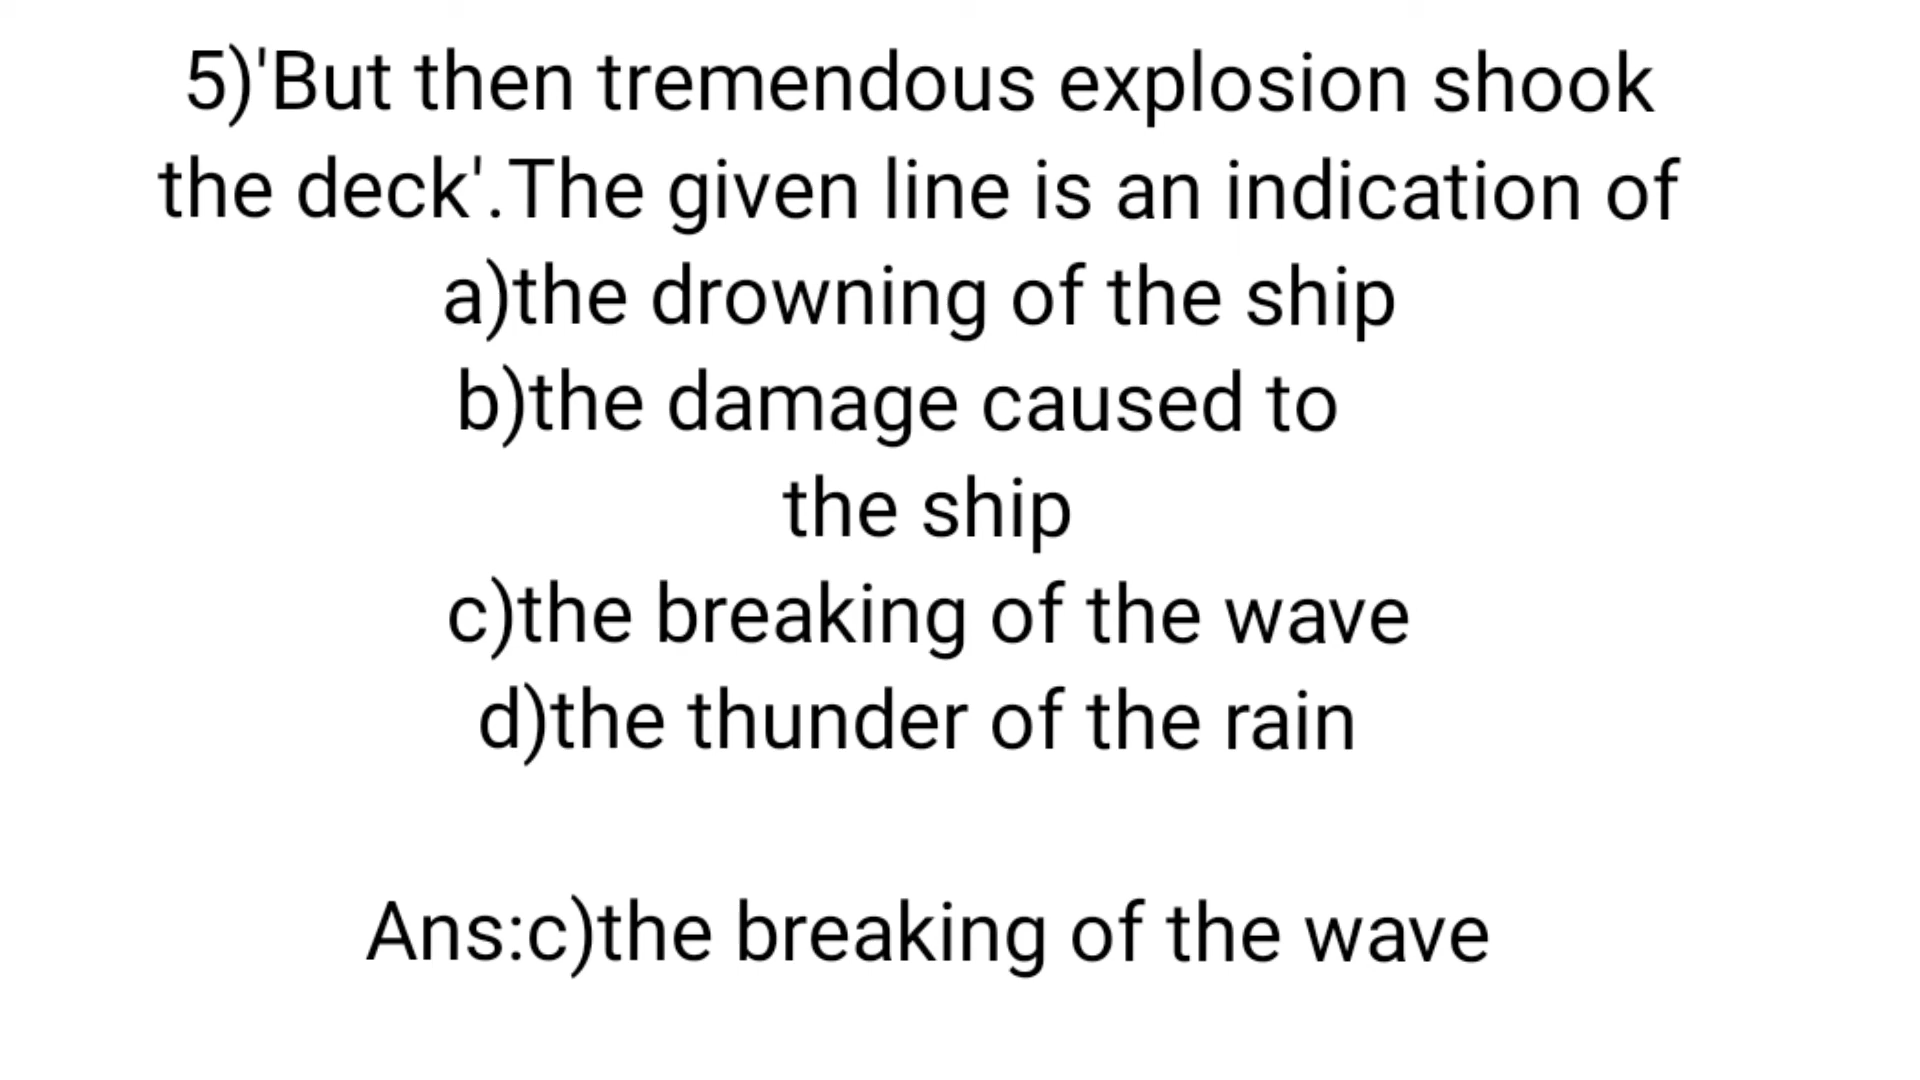 5)'But then tremendous explosion shook
the deck'.The given line is an indication of
a)the drowning of the ship
b)the damage caused to
the ship
c)the breaking of the wave
d)the thunder of the rain
Ans:c)the breaking of the wave